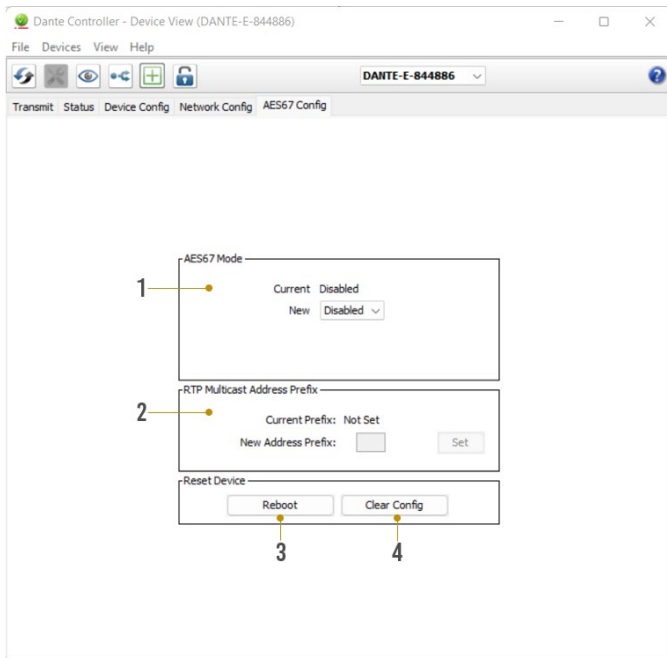 Dante Controller - Device View (DANTE-E-844886)
File Devices View Help
DANTE-E-844886
?
Transmit Status Device Config Network Config AES67 Config
AES67 Mode
1
Current Disabled
New Disabled
RTP Multicast Address Prefix
2
Current Prefix: Not Set
New Address Prefix: Set
Reset Device
Reboot Clear Config
3 4